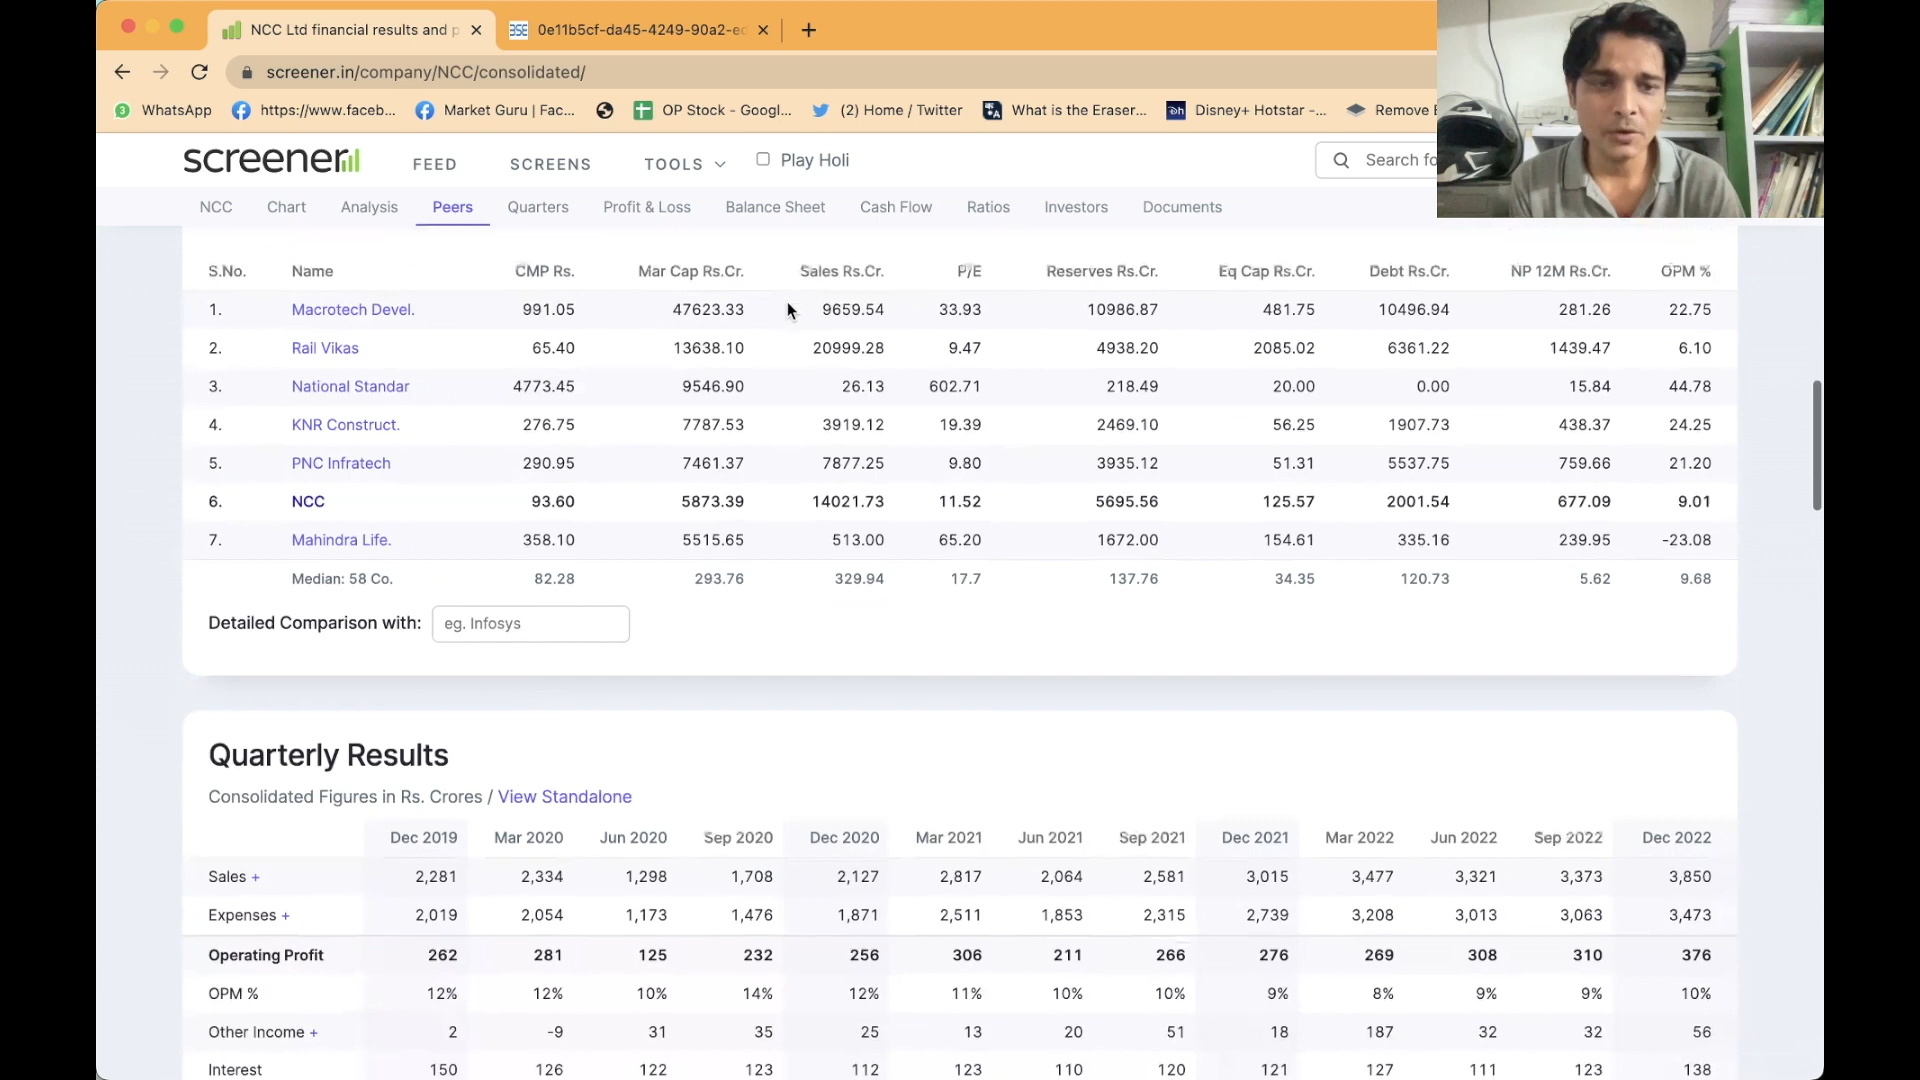 NCC Ltd financial results and p
BSE 0e11b5cf-da45-4249-90a2-ed
screener.in/company/NCC/consolidated/
3 WhatsApp https://www.faceb... Market Guru | Fac... OP Stock - Googl... (2) Home / Twitter What is the Eraser... Disney+ Hotstar -... Remove
screener FEED SCREENS TOOLS Play Holi Search fo
NCC Chart Analysis Peers Quarters Profit & Loss Balance Sheet Cash Flow Ratios Investors Documents
S.No. Name CMP Rs. Mar Cap Rs.Cr. Sales Rs.Cr. P/E Reserves Rs.Cr. Eq Cap Rs.Cr. Debt Rs.Cr. NP 12M Rs.Cr. OPM %
1. Macrotech Devel. 991.05 47623.33 9659.54 33.93 10986.87 481.75 10496.94 281.26 22.75
2. Rail Vikas 65.40 13638.10 20999.28 9.47 4938.20 2085.02 6361.22 1439.47 6.10
3. National Standar 4773.45 9546.90 26.13 602.71 218.49 20.00 0.00 15.84 44.78
4. KNR Construct. 276.75 7787.53 3919.12 19.39 2469.10 56.25 1907.73 438.37 24.25
5. PNC Infratech 290.95 7461.37 7877.25 9.80 3935.12 51.31 5537.75 759.66 21.20
6. NCC 93.60 5873.39 14021.73 11.52 5695.56 125.57 2001.54 677.09 9.01
7. Mahindra Life. 358.10 5515.65 513.00 65.20 1672.00 154.61 335.16 239.95 -23.08
Median: 58 Co. 82.28 293.76 329.94 17.7 137.76 34.35 120.73 5.62 9.68
Detailed Comparison with: eg. Infosys
Quarterly Results
Consolidated Figures in Rs. Crores / View Standalone
Dec 2019 Mar 2020 Jun 2020 Sep 2020 Dec 2020 Mar 2021 Jun 2021 Sep 2021 Dec 2021 Mar 2022 Jun 2022 Sep 2022 Dec 2022
Sales + 2,281 2,334 1,298 1,708 2,127 2,817 2,064 2,581 3,015 3,477 3,321 3,373 3,850
Expenses + 2,019 2,054 1,173 1,476 1,871 2,511 1,853 2,315 2,739 3,208 3,013 3,063 3,473
Operating Profit 262 281 125 232 256 306 211 266 276 269 308 310 376
OPM % 12% 12% 10% 14% 12% 11% 10% 10% 9% 8% 9% 9% 10%
Other Income + 2 -9 31 35 25 13 20 51 18 187 32 32 56
Interest 150 126 122 123 112 123 110 120 121 127 111 123 138